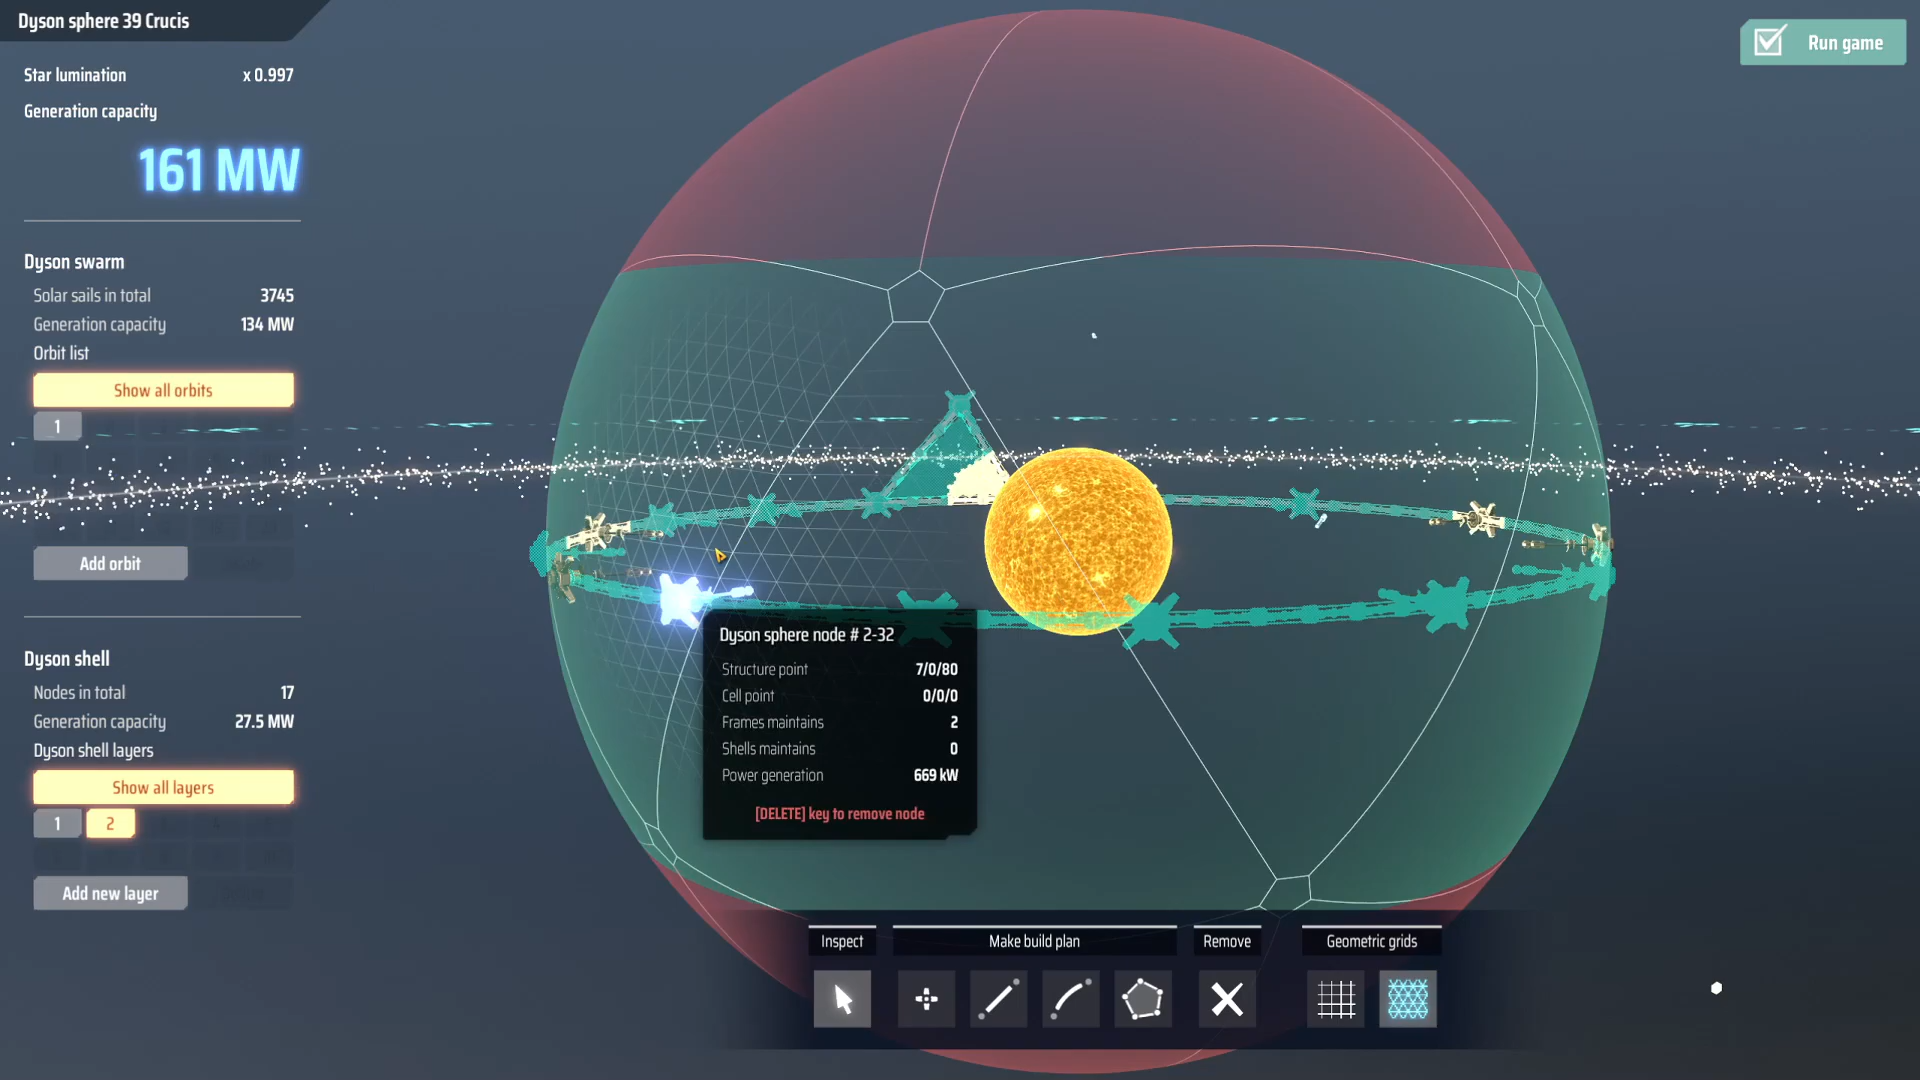 Dyson sphere 39 Crucis
Run game
Star lumination x 0.997
Generation capacity
161 MW
Dyson swarm
Solar sails in total 3745
Generation capacity 134 MW
Orbit list
Show all orbits
1
Add orbit
Dyson shell
Nodes in total 17
Generation capacity 27.5 MW
Dyson shell layers
Show all layers
1 2
Add new layer
Dyson sphere node # 2-32
Structure point 7/0/80
Cell point 0/0/0
Frames maintains 2
Shells maintains 0
Power generation 669 kW
[DELETE] key to remove node
Inspect Make build plan Remove Geometric grids